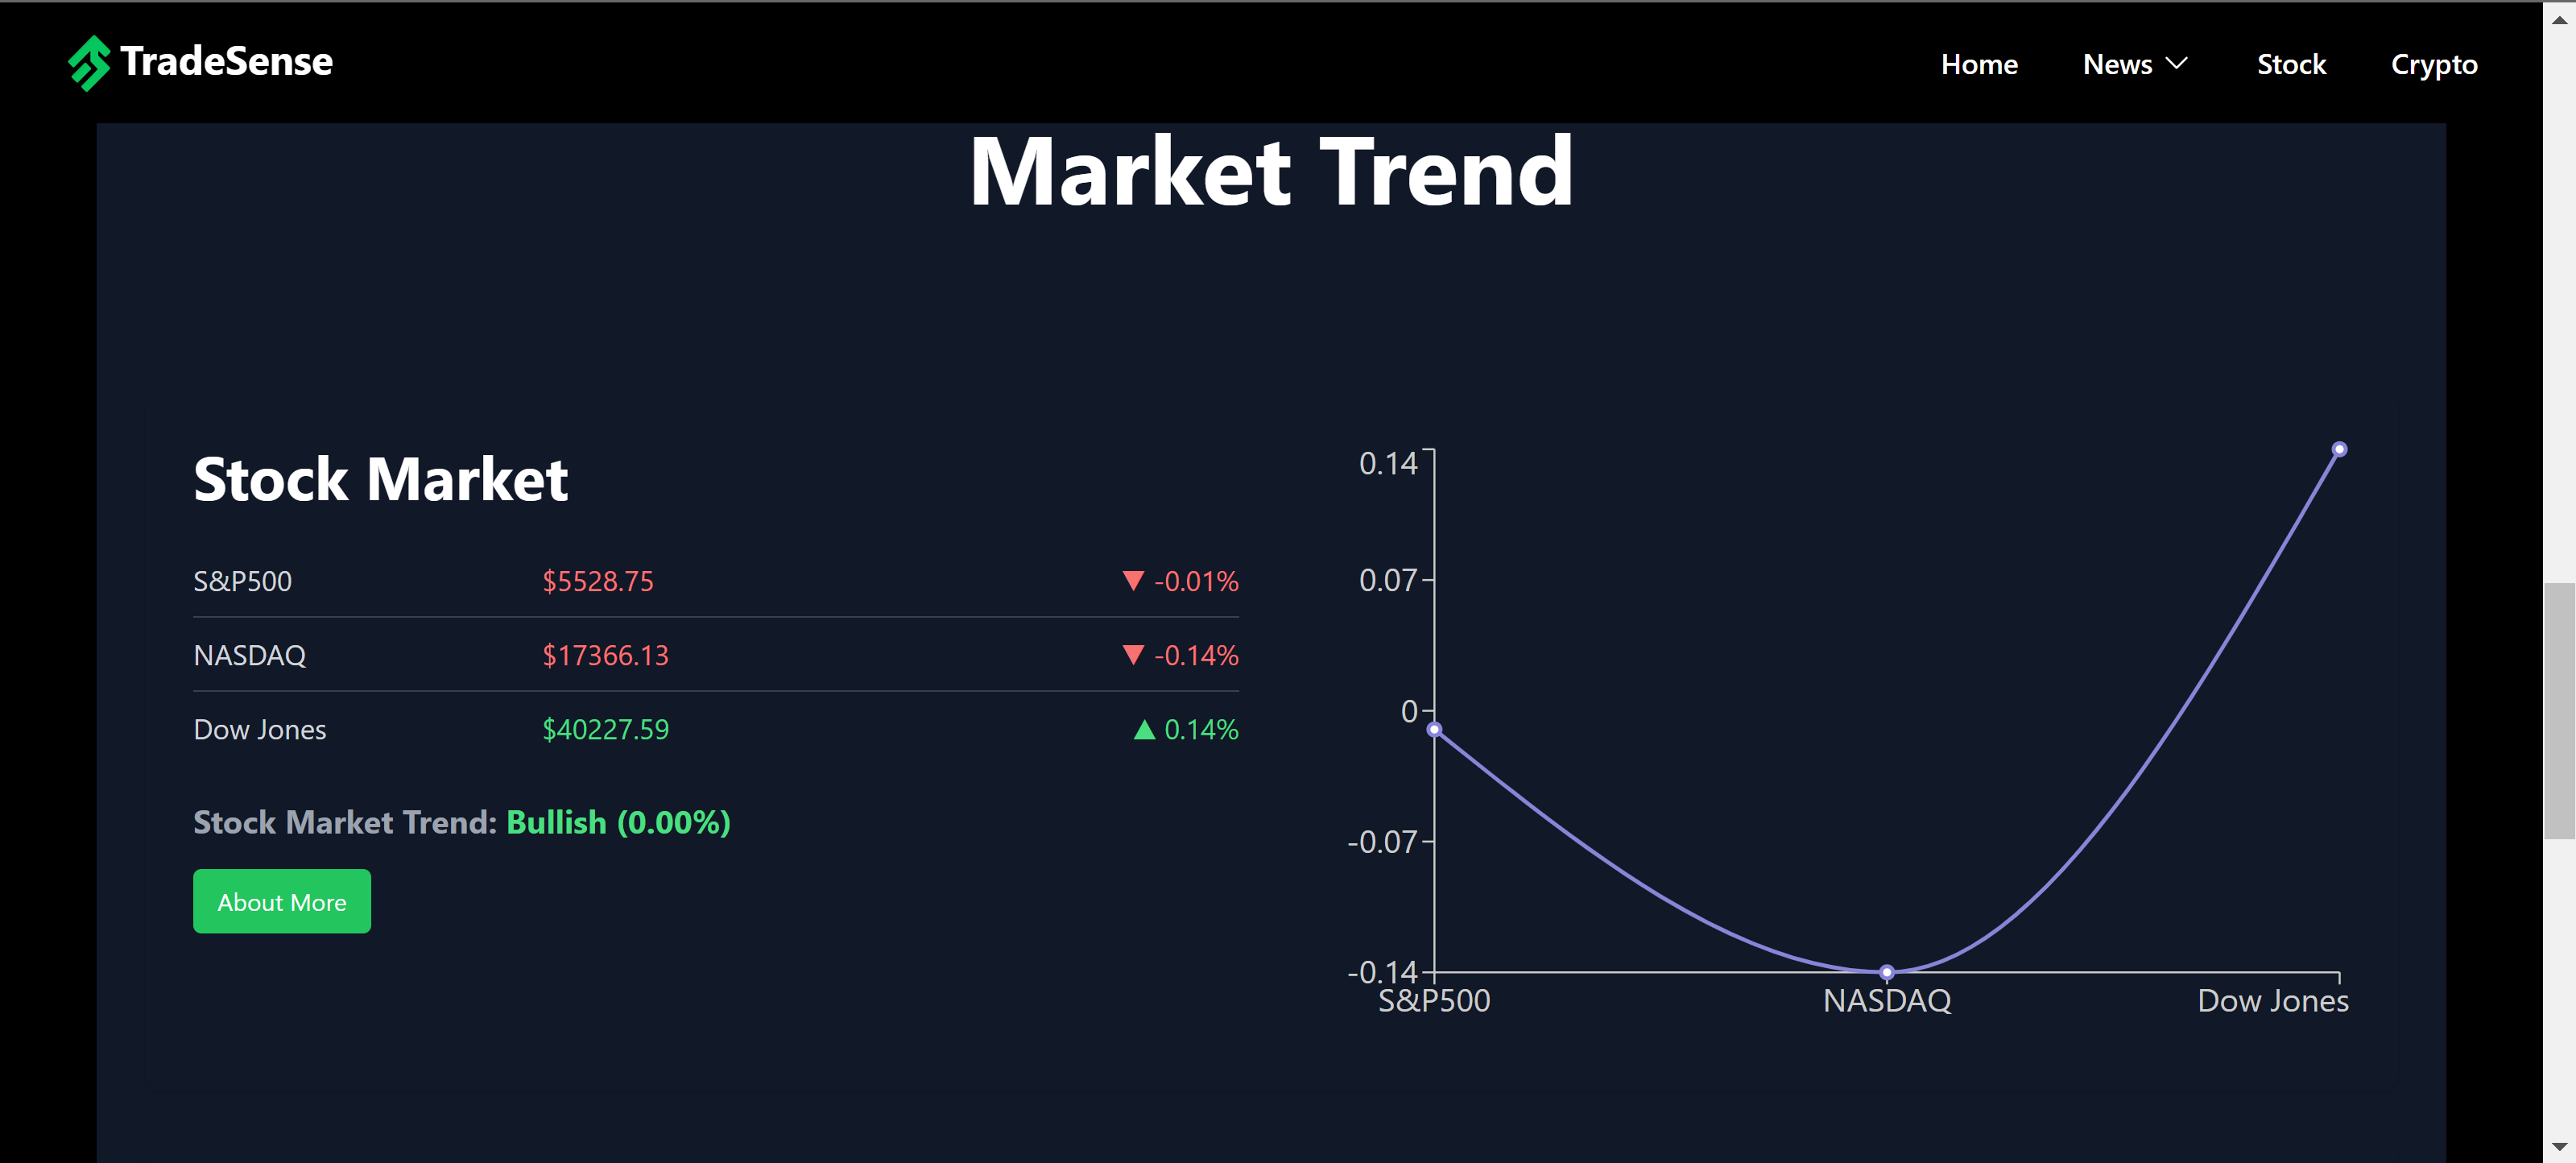 TradeSense
Home News Stock Crypto
Market Trend
Stock Market
S&P500 $5528.75 ▼ -0.01%
NASDAQ $17366.13 ▼ -0.14%
Dow Jones $40227.59 ▲ 0.14%
Stock Market Trend: Bullish (0.00%)
About More
0.14
0.07
0
-0.07
-0.14
S&P500 NASDAQ Dow Jones